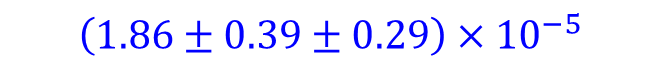 (1.86 ± 0.39 ± 0.29) × 10⁻⁵